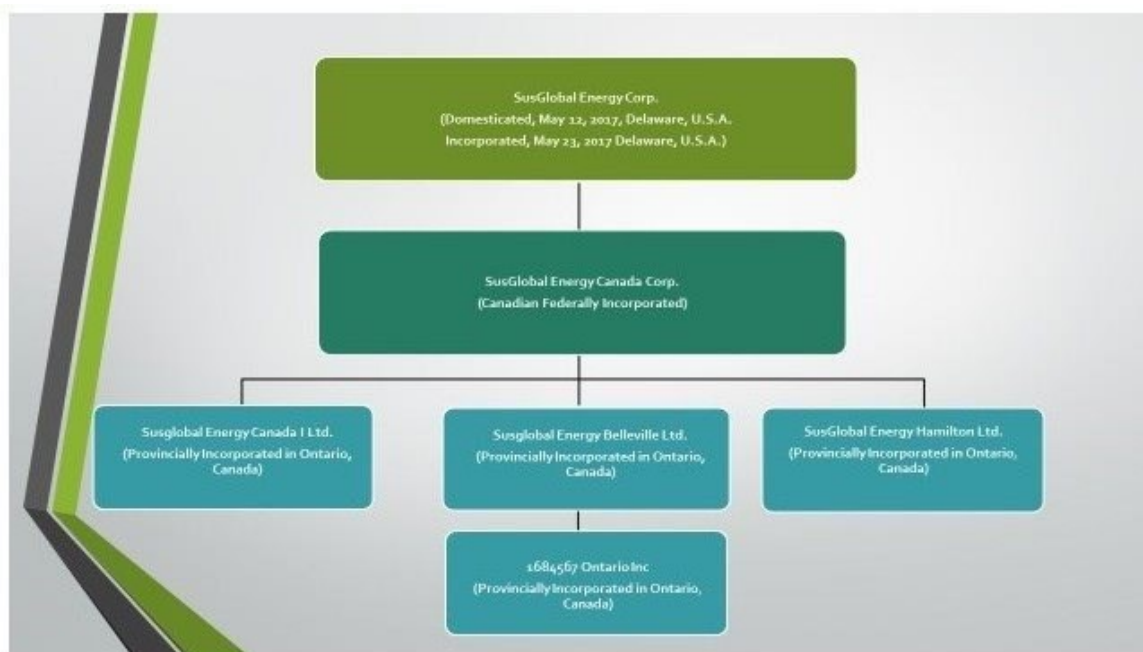 SusGlobal Energy Corp.
(Domesticated, May 12, 2017, Delaware, U.S.A.
Incorporated, May 23, 2017 Delaware, U.S.A.)
SusGlobal Energy Canada Corp.
(Canadian Federally Incorporated)
Susglobal Energy Canada I Ltd.
(Provincially Incorporated in Ontario,
Canada)
Susglobal Energy Belleville Ltd.
(Provincially Incorporated in Ontario,
Canada)
SusGlobal Energy Hamilton Ltd.
(Provincially Incorporated in Ontario,
Canada)
1684567 Ontario Inc
(Provincially Incorporated in Ontario,
Canada)